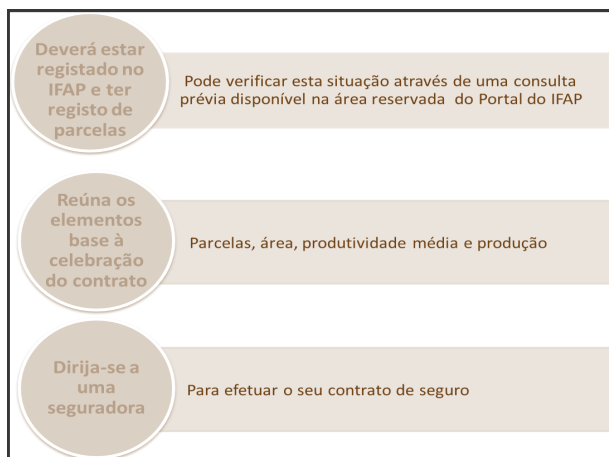 Deverá estar
registado no
IFAP e ter
registo de
parcelas
Pode verificar esta situação através de uma consulta
prévia disponível na área reservada do Portal do IFAP
Reúna os
elementos
base à
celebração
do contrato
Parcelas, área, produtividade média e produção
Dirija-se a
uma
seguradora
Para efetuar o seu contrato de seguro